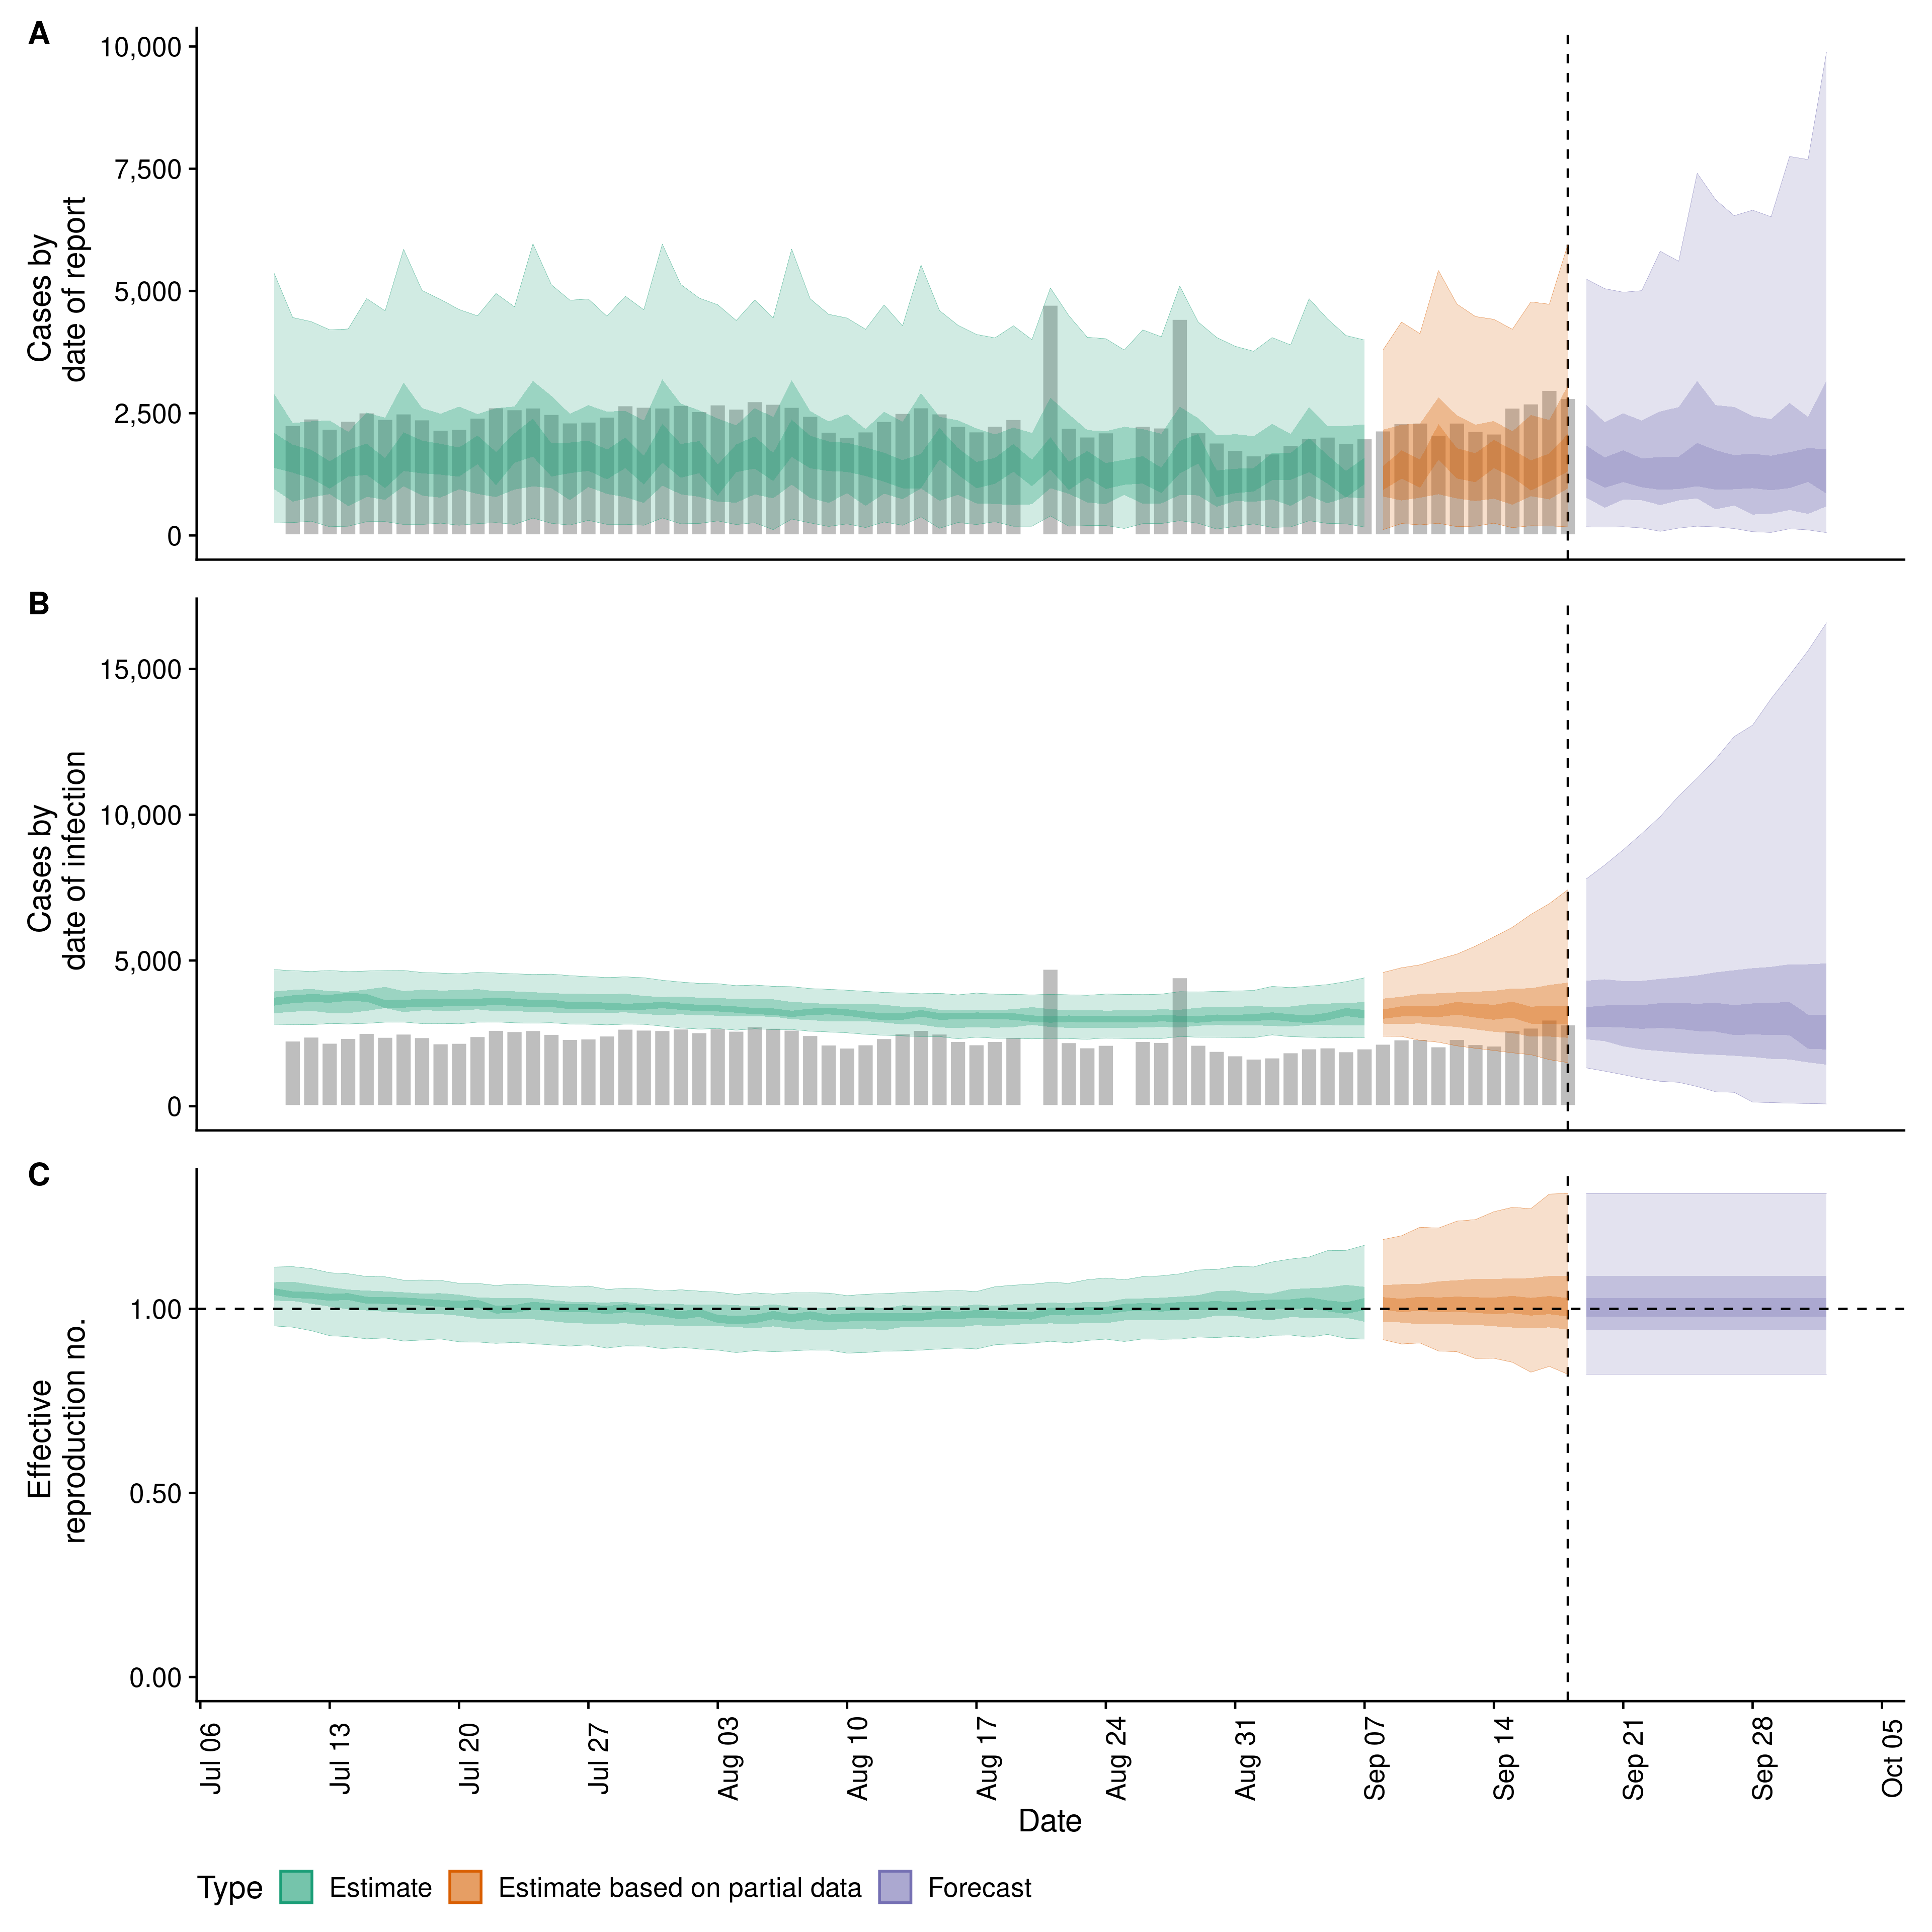 A
10,000
7,500
5,000
2,500
0
Cases by
date of report
B
15,000
10,000
5,000
0
Cases by
date of infection
C
1.00
0.50
0.00
Effective
reproduction no.
Jul 06
Jul 13
Jul 20
Jul 27
Aug 03
Aug 10
Aug 17
Aug 24
Aug 31
Sep 07
Sep 14
Sep 21
Sep 28
Oct 05
Date
Type Estimate Estimate based on partial data Forecast